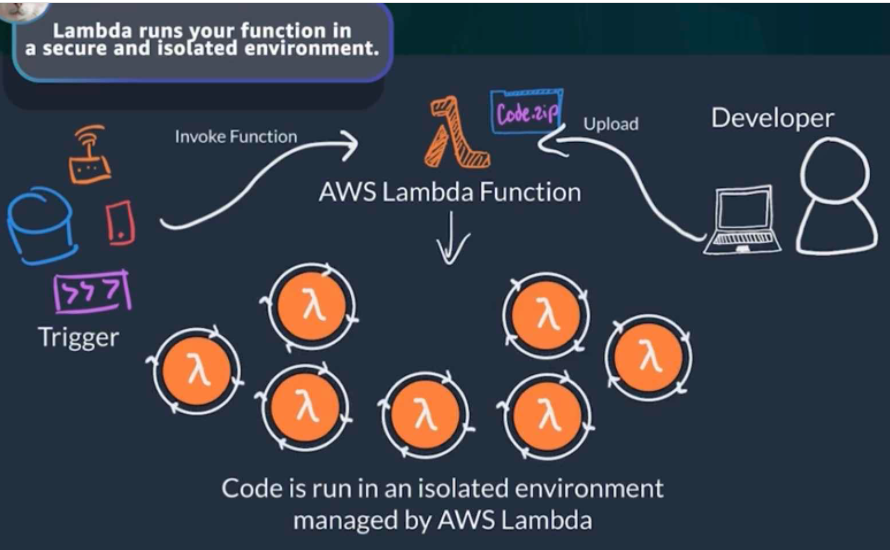 Lambda runs your function in
a secure and isolated environment.
Invoke Function
Code.zip
Upload
Developer
AWS Lambda Function
>>>
Trigger
λ
λ
λ
λ
λ
λ
λ
Code is run in an isolated environment
managed by AWS Lambda